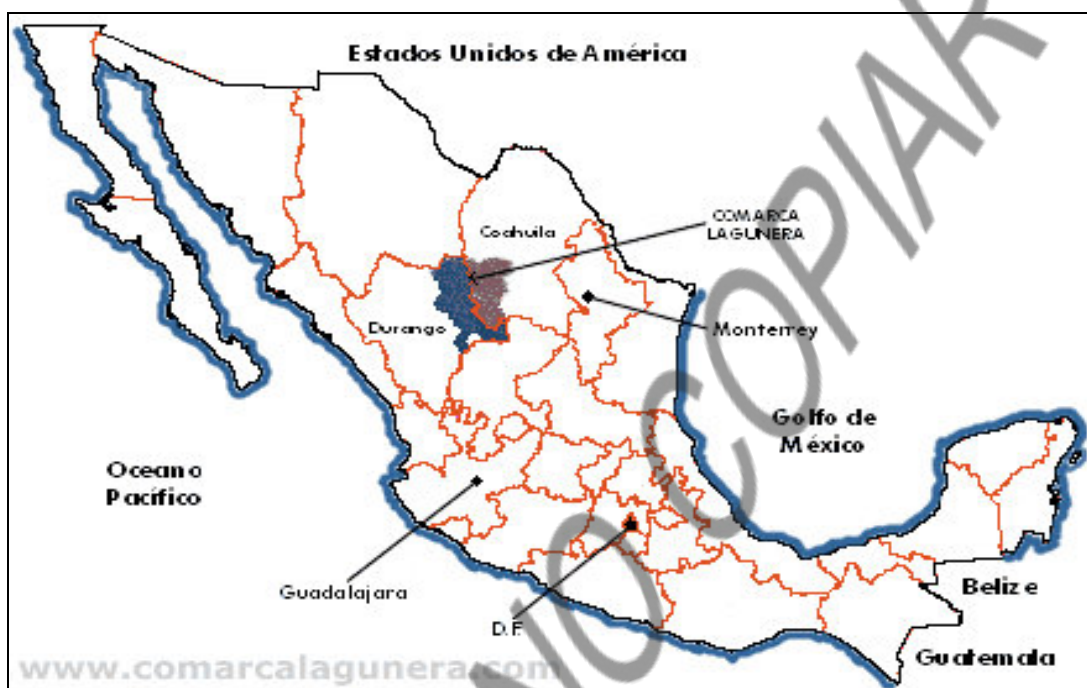 Estados Unidos de América
COMARCA
LAGUNERA
Coahuila
Durango
Monterrey
Golfo de
México
Oceano
Pacífico
Guadalajara
D.F.
Belize
Guatemala
www.comarcalagunera.com
NO COPIAR